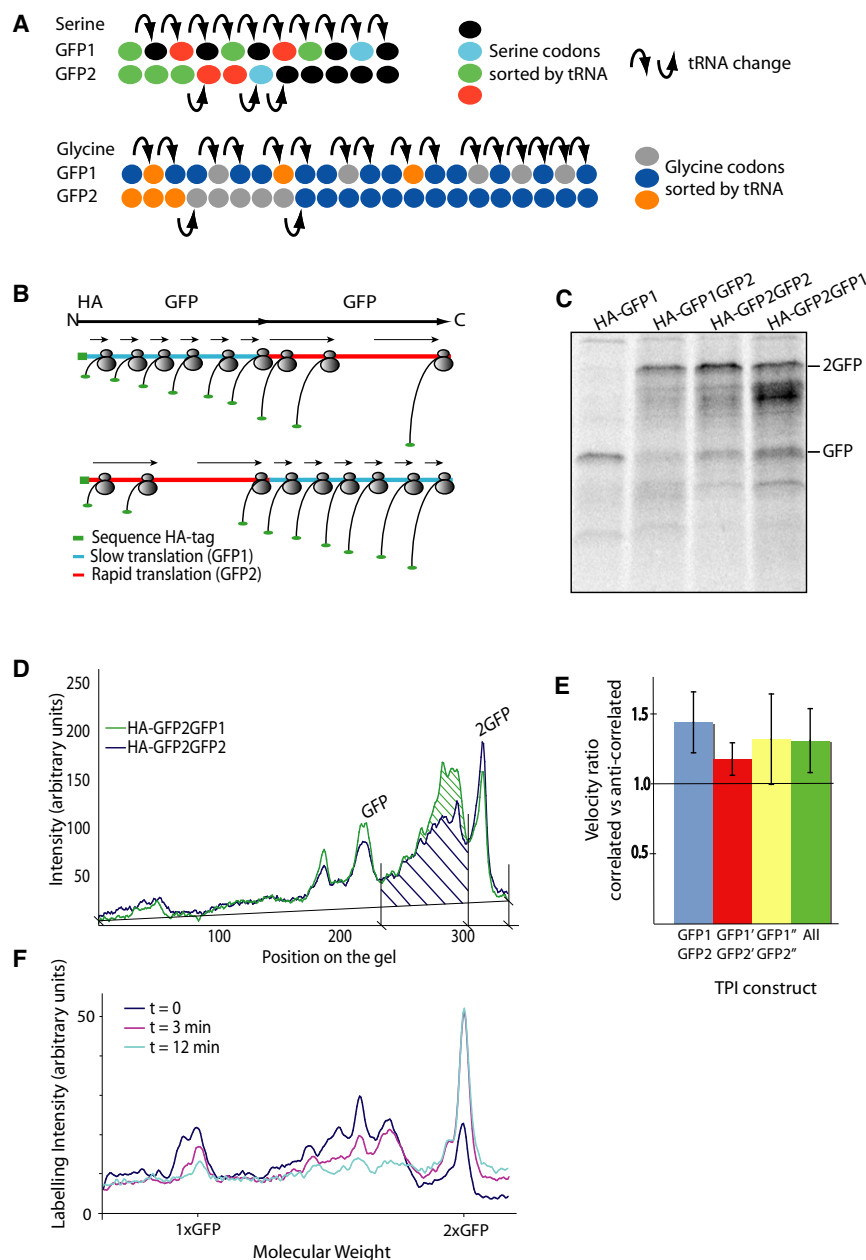 A
Serine
GFP1
GFP2
Serine codons
sorted by tRNA
tRNA change
Glycine
GFP1
GFP2
Glycine codons
sorted by tRNA
B
HA GFP GFP
N C
Sequence HA-tag
Slow translation (GFP1)
Rapid translation (GFP2)
C
HA-GFP1
HA-GFP1GFP2
HA-GFP2GFP2
HA-GFP2GFP1
2GFP
GFP
D
Intensity (arbitrary units)
250
200
150
100
50
HA-GFP2GFP1
HA-GFP2GFP2
GFP
2GFP
100 200 300
Position on the gel
E
Velocity ratio
correlated vs anti-correlated
1.5
1.0
0.5
GFP1 GFP1' GFP1'' All
GFP2 GFP2' GFP2''
TPI construct
F
Labelling Intensity (arbitrary units)
50
0
t = 0
t = 3 min
t = 12 min
1xGFP 2xGFP
Molecular Weight